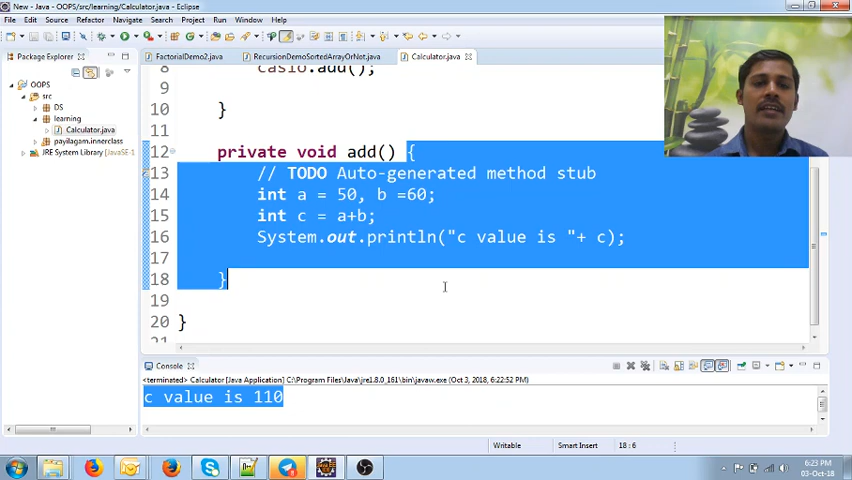 New - Java - OOPS/src/learning/Calculator.java - Eclipse
File Edit Source Refactor Navigate Search Project Run Window Help
Package Explorer
FactorialDemo2.java
RecursionDemoSortedArrayOrNot.java
Calculator.java
OOPS
src
DS
learning
Calculator.java
payilagam.innerclass
JRE System Library [JavaSE-1
8 casio.add();
9
10 }
11
12 private void add() {
13 // TODO Auto-generated method stub
14 int a = 50, b =60;
15 int c = a+b;
16 System.out.println("c value is "+ c);
17
18 }
19
20 }
21
Console
<terminated> Calculator [Java Application] C:\Program Files\Java\jre1.8.0_161\bin\javaw.exe (Oct 3, 2018, 6:22:52 PM)
c value is 110
Writable
Smart Insert
18 : 6
6:23 PM
03-Oct-18